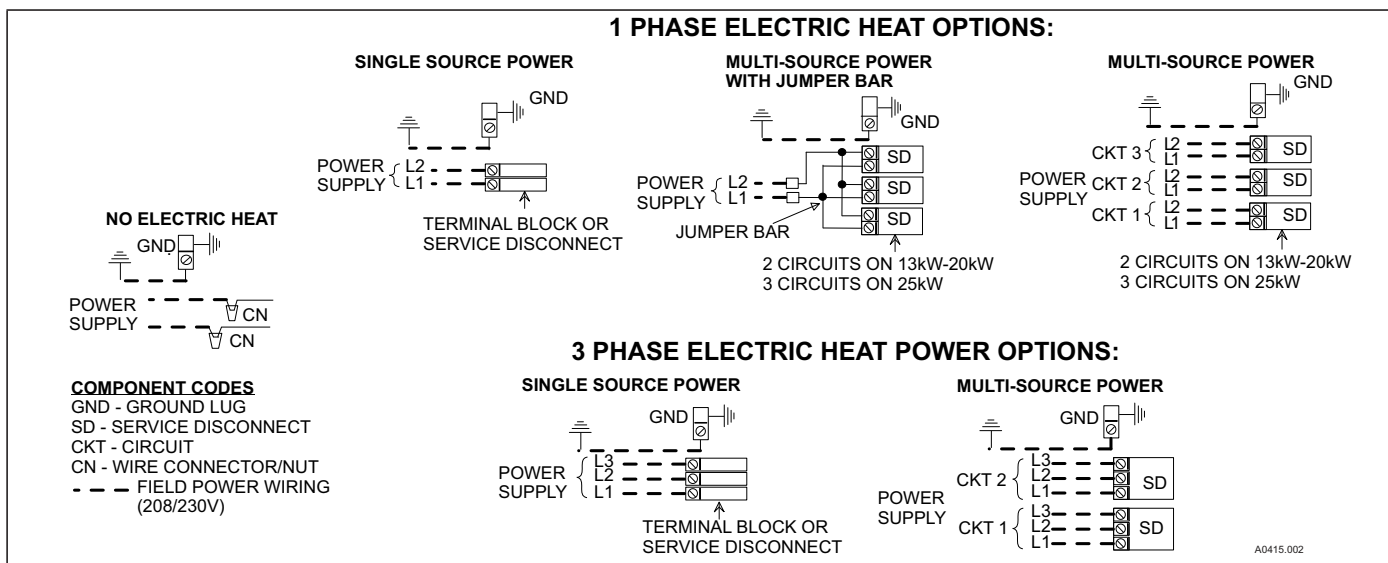 1 PHASE ELECTRIC HEAT OPTIONS:
SINGLE SOURCE POWER
GND
POWER
SUPPLY
L2
L1
TERMINAL BLOCK OR
SERVICE DISCONNECT
MULTI-SOURCE POWER
WITH JUMPER BAR
GND
POWER
SUPPLY
L2
L1
SD
SD
SD
JUMPER BAR
2 CIRCUITS ON 13kW-20kW
3 CIRCUITS ON 25kW
MULTI-SOURCE POWER
GND
POWER
SUPPLY
CKT 3
L2
L1
SD
CKT 2
L2
L1
SD
CKT 1
L2
L1
SD
2 CIRCUITS ON 13kW-20kW
3 CIRCUITS ON 25kW
NO ELECTRIC HEAT
GND
POWER
SUPPLY
CN
CN
COMPONENT CODES
GND - GROUND LUG
SD - SERVICE DISCONNECT
CKT - CIRCUIT
CN - WIRE CONNECTOR/NUT
FIELD POWER WIRING
(208/230V)
3 PHASE ELECTRIC HEAT POWER OPTIONS:
SINGLE SOURCE POWER
GND
POWER
SUPPLY
L3
L2
L1
TERMINAL BLOCK OR
SERVICE DISCONNECT
MULTI-SOURCE POWER
GND
POWER
SUPPLY
CKT 2
L3
L2
L1
SD
CKT 1
L3
L2
L1
SD
A0415.002